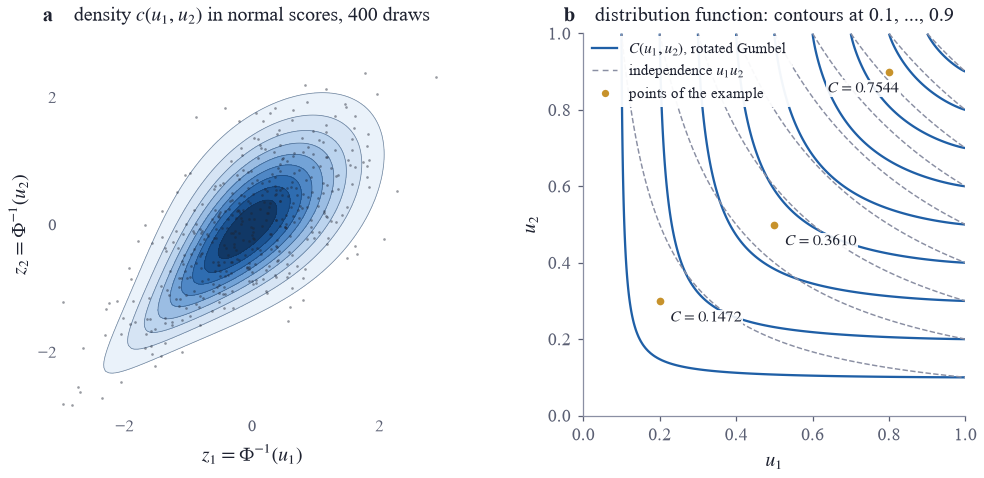 a density c(u₁, u₂) in normal scores, 400 draws
2
0
−2
−2
0
2
z₂ = Φ⁻¹(u₂)
z₁ = Φ⁻¹(u₁)
b distribution function: contours at 0.1, ..., 0.9
C(u₁, u₂), rotated Gumbel
independence u₁u₂
points of the example
C = 0.7544
C = 0.3610
C = 0.1472
1.0
0.8
0.6
0.4
0.2
0.0
0.0
0.2
0.4
0.6
0.8
1.0
u₂
u₁